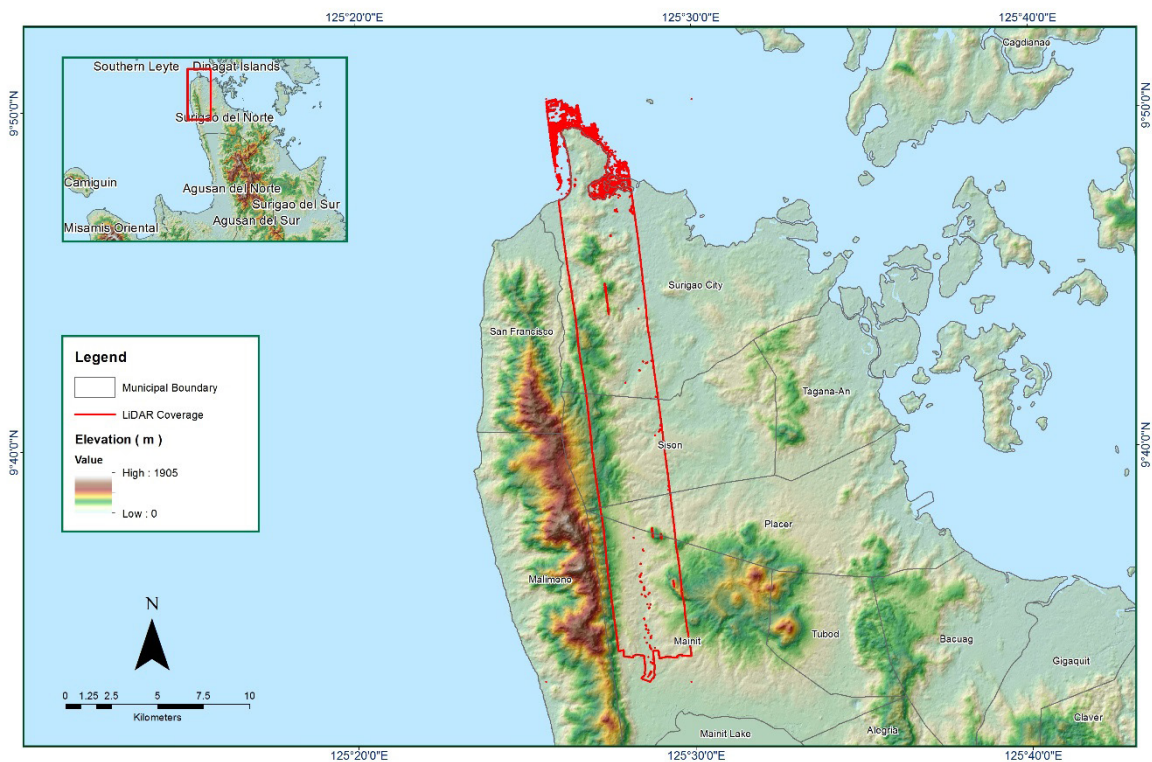 125°20'0"E
125°30'0"E
125°40'0"E
Cagdianao
Southern Leyte
Dinagat Islands
9°50'0"N
9°50'0"N
Surigao del Norte
Camiguin
Agusan del Norte
Surigao del Sur
Agusan del Sur
Misamis Oriental
Surigao City
San Francisco
Legend
Municipal Boundary
Tagana-An
LiDAR Coverage
Elevation ( m )
Value
High : 1905
Low : 0
9°40'0"N
9°40'0"N
Sison
Placer
Malimono
Mainit
Tubod
Bacuag
Gigaquit
N
0 1.25 2.5 5 7.5 10
Kilometers
Claver
Mainit Lake
Alegria
125°20'0"E
125°30'0"E
125°40'0"E